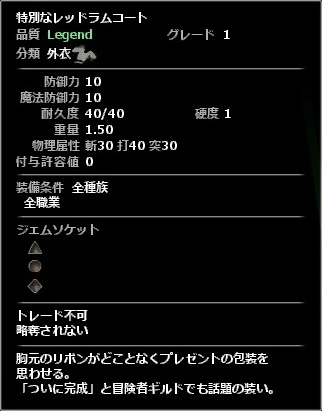 特別なレッドラムコート
品質 Legend グレード 1
分類 外衣
防御力 10
魔法防御力 10
耐久度 40/40 硬度 1
重量 1.50
物理属性 斬30 打40 突30
付与許容値 0
装備条件 全種族
全職業
ジェムソケット
トレード不可
略奪されない
胸元のリボンがどことなくプレゼントの包装を
思わせる。
「ついに完成」と冒険者ギルドでも話題の装い。